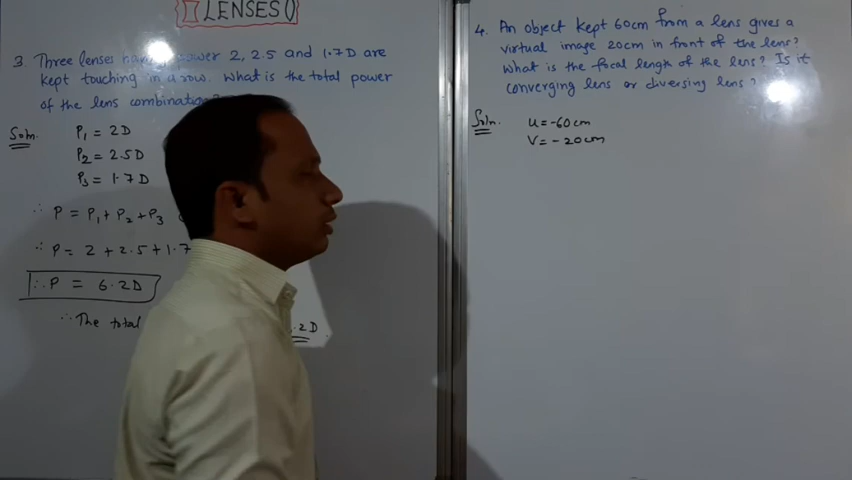 LENSES()
3 Three lenses power 2, 2.5 and 1.7D are
kept touching in a row. What is the total power
of the lens combination?
Soln.
P₁ = 2D
P₂ = 2.5D
P₃ = 1.7D
∴ P = P₁ + P₂ + P₃
∴ P = 2 + 2.5 + 1.7
∴ P = 6.2D
∴ The total
.2D
4. An object kept 60cm from a lens gives a
virtual image 20cm in front of the lens?
What is the focal length of the lens? Is it
converging lens or diversing lens?
Soln.
u = -60cm
V = -20cm